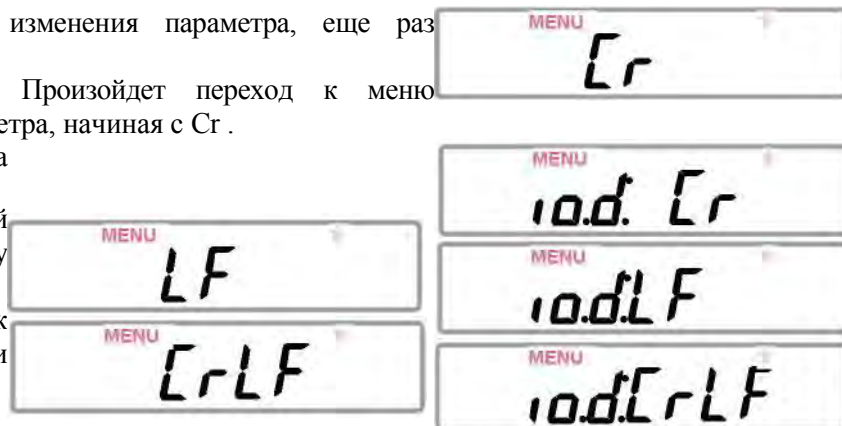 изменения параметра, еще раз
Произойдет переход к меню
етра, начиная с Cr .
а
й
у
к
и
MENU
LF
MENU
CrLF
MENU
Cr
MENU
io.d. Cr
MENU
io.d.LF
MENU
io.d.CrLF